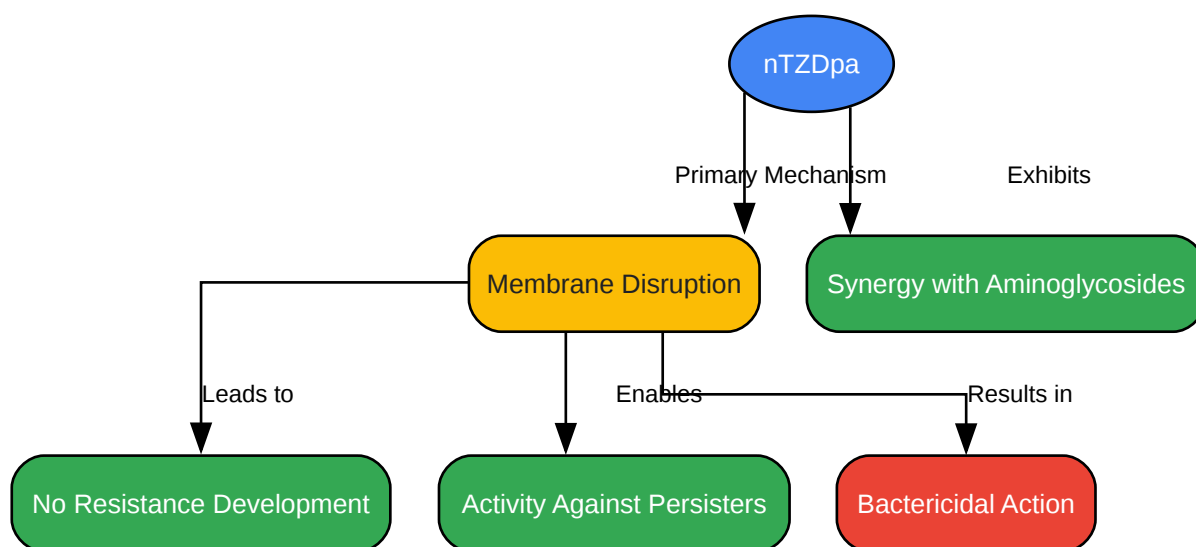 nTZDpa
Primary Mechanism
Exhibits
Membrane Disruption
Synergy with Aminoglycosides
Leads to
Enables
Results in
No Resistance Development
Activity Against Persisters
Bactericidal Action